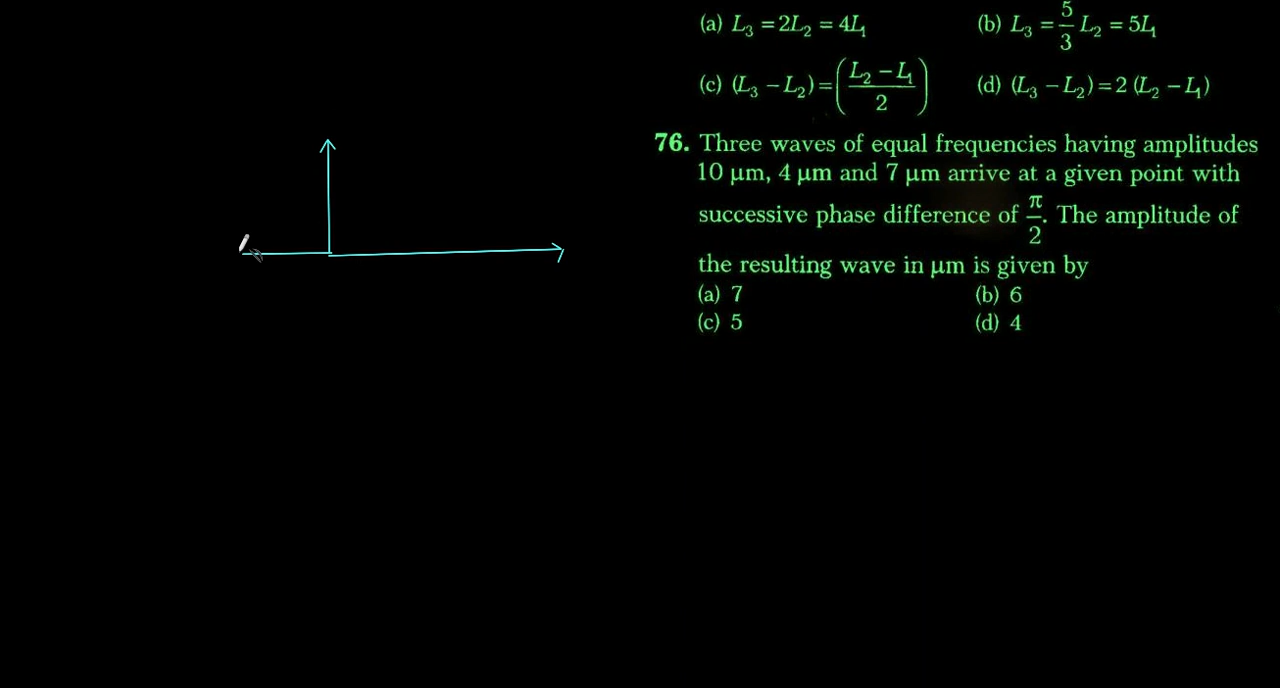 (a) L₃ = 2L₂ = 4L₁ (b) L₃ = 5/3 L₂ = 5L₁
(c) (L₃ − L₂) = ((L₂ − L₁)/2) (d) (L₃ − L₂) = 2 (L₂ − L₁)
76. Three waves of equal frequencies having amplitudes
10 μm, 4 μm and 7 μm arrive at a given point with
successive phase difference of π/2. The amplitude of
the resulting wave in μm is given by
(a) 7 (b) 6
(c) 5 (d) 4